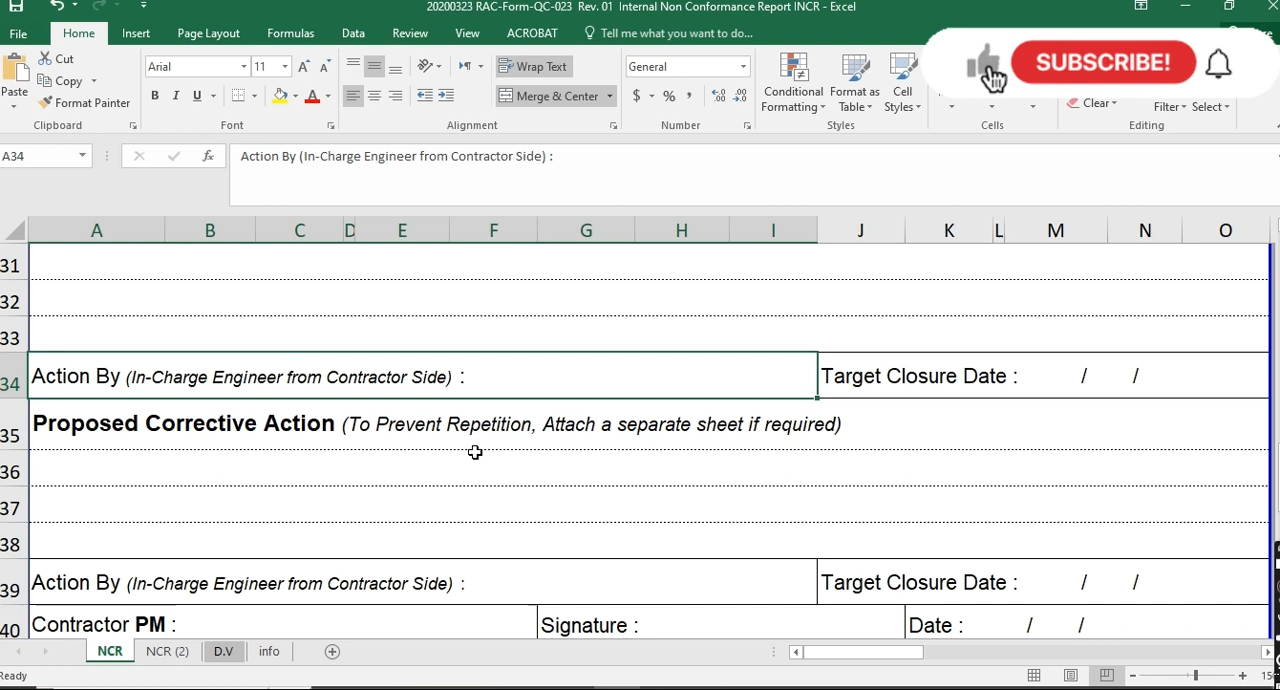 20200323 RAC-Form-QC-023 Rev. 01 Internal Non Conformance Report INCR - Excel
File Home Insert Page Layout Formulas Data Review View ACROBAT Tell me what you want to do...
SUBSCRIBE!
Paste Cut Arial 11 Wrap Text General
Copy Conditional Formatting Format as Table Cell Styles
Format Painter Merge & Center $ % , Clear Filter Select
Clipboard Font Alignment Number Styles Cells Editing
A34 fx Action By (In-Charge Engineer from Contractor Side) :
A B C D E F G H I J K L M N O
31
32
33
34 Action By (In-Charge Engineer from Contractor Side) : Target Closure Date : / /
35 Proposed Corrective Action (To Prevent Repetition, Attach a separate sheet if required)
36
37
38
39 Action By (In-Charge Engineer from Contractor Side) : Target Closure Date : / /
40 Contractor PM : Signature : Date : / /
NCR NCR (2) D.V info